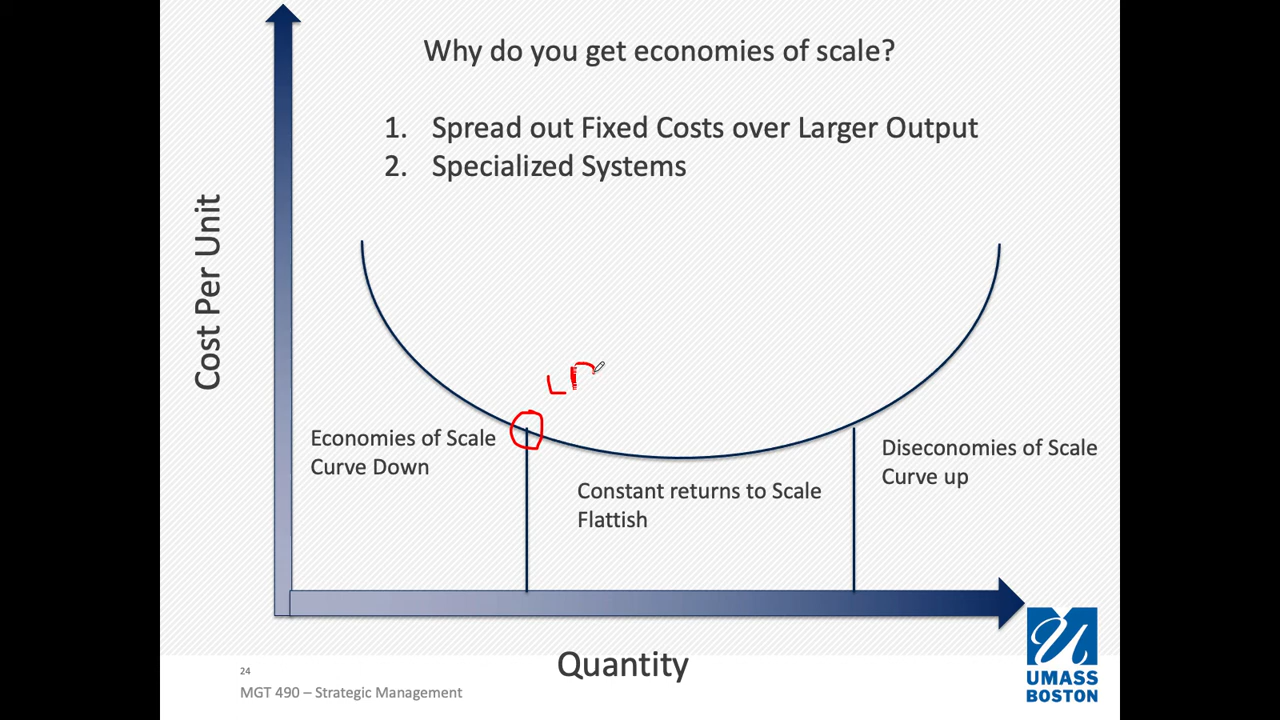 Why do you get economies of scale?
1. Spread out Fixed Costs over Larger Output
2. Specialized Systems
Cost Per Unit
Economies of Scale
Curve Down
Constant returns to Scale
Flattish
Diseconomies of Scale
Curve up
Quantity
24
MGT 490 – Strategic Management
UMASS
BOSTON